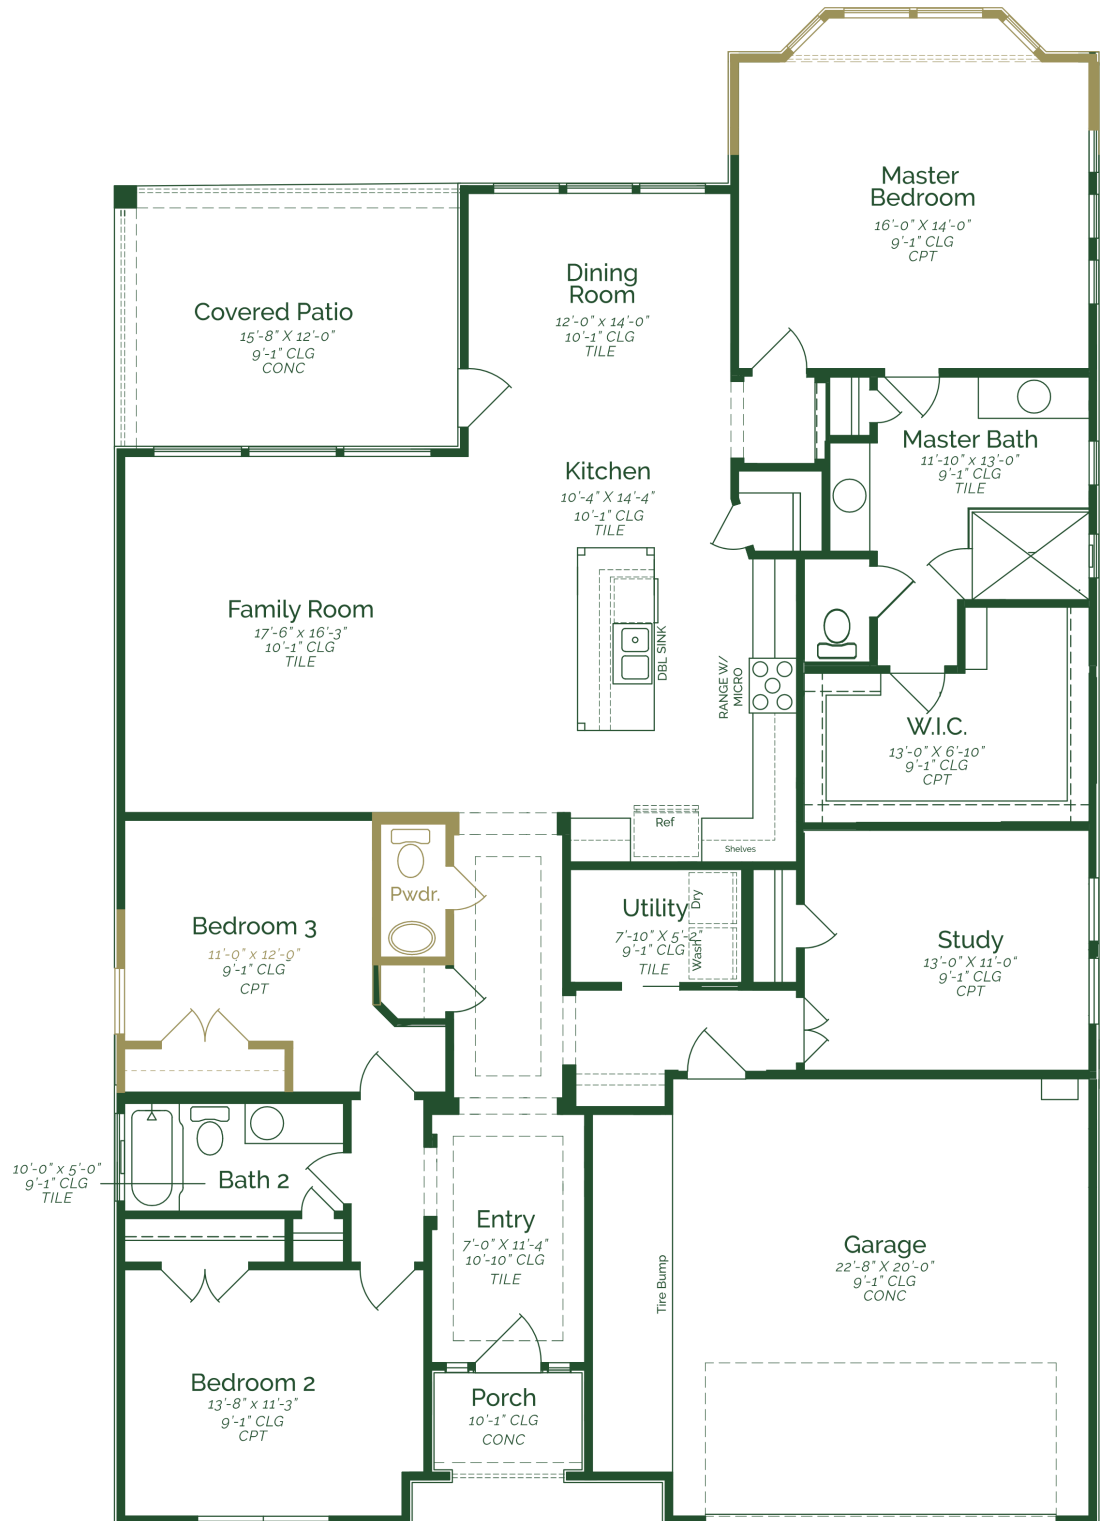 Master
Bedroom
16'-0" X 14'-0"
9'-1" CLG
CPT
Dining
Room
12'-0" x 14'-0"
10'-1" CLG
TILE
Covered Patio
15'-8" X 12'-0"
9'-1" CLG
CONC
Master Bath
11'-10" x 13'-0"
9'-1" CLG
TILE
Kitchen
10'-4" X 14'-4"
10'-1" CLG
TILE
Family Room
17'-6" x 16'-3"
10'-1" CLG
TILE
DBL SINK
RANGE W/
MICRO
W.I.C.
13'-0" X 6'-10"
9'-1" CLG
CPT
Ref
Shelves
Pwdr.
Bedroom 3
11'-0" x 12'-0"
9'-1" CLG
CPT
Utility
7'-10" X 5'-2"
9'-1" CLG
TILE
Dry
Wash
Study
13'-0" X 11'-0"
9'-1" CLG
CPT
Bath 2
10'-0" x 5'-0"
9'-1" CLG
TILE
Entry
7'-0" X 11'-4"
10'-10" CLG
TILE
Tire Bump
Garage
22'-8" X 20'-0"
9'-1" CLG
CONC
Bedroom 2
13'-8" x 11'-3"
9'-1" CLG
CPT
Porch
10'-1" CLG
CONC